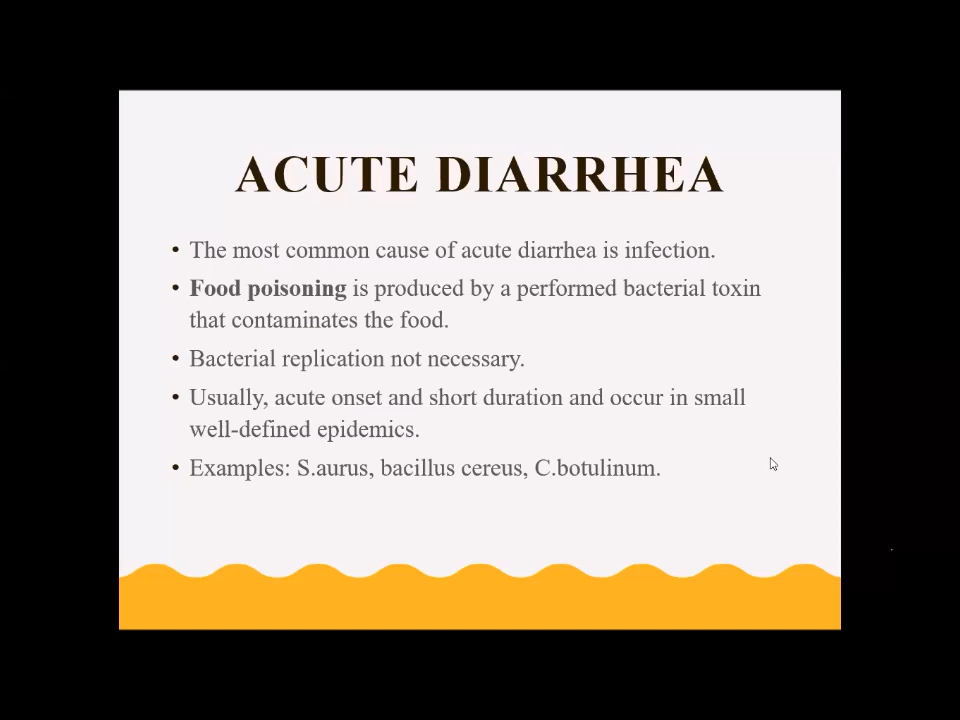 ACUTE DIARRHEA
• The most common cause of acute diarrhea is infection.
• Food poisoning is produced by a performed bacterial toxin
that contaminates the food.
• Bacterial replication not necessary.
• Usually, acute onset and short duration and occur in small
well-defined epidemics.
• Examples: S.aurus, bacillus cereus, C.botulinum.